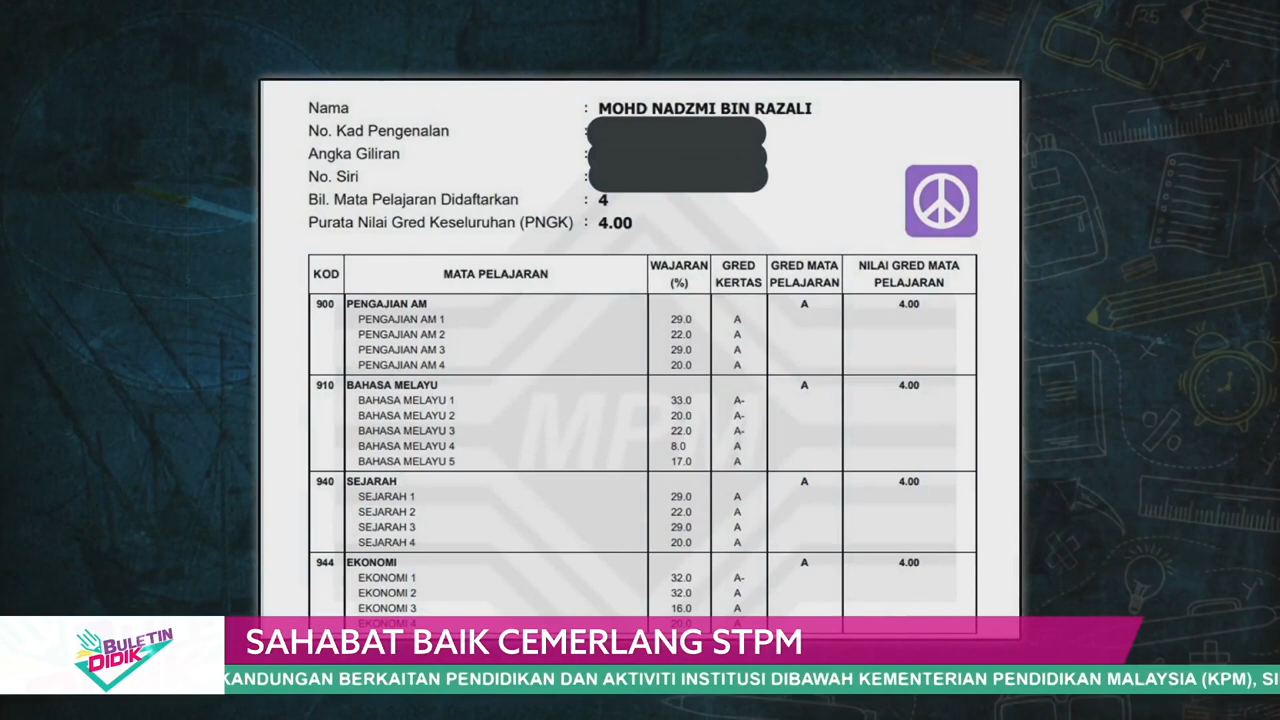 Nama : MOHD NADZMI BIN RAZALI
No. Kad Pengenalan :
Angka Giliran :
No. Siri :
Bil. Mata Pelajaran Didaftarkan : 4
Purata Nilai Gred Keseluruhan (PNGK) : 4.00
KOD MATA PELAJARAN WAJARAN (%) GRED KERTAS GRED MATA PELAJARAN NILAI GRED MATA PELAJARAN
900 PENGAJIAN AM A 4.00
PENGAJIAN AM 1 29.0 A
PENGAJIAN AM 2 22.0 A
PENGAJIAN AM 3 29.0 A
PENGAJIAN AM 4 20.0 A
910 BAHASA MELAYU A 4.00
BAHASA MELAYU 1 33.0 A-
BAHASA MELAYU 2 20.0 A-
BAHASA MELAYU 3 22.0 A-
BAHASA MELAYU 4 8.0 A
BAHASA MELAYU 5 17.0 A
MPM
940 SEJARAH A 4.00
SEJARAH 1 29.0 A
SEJARAH 2 22.0 A
SEJARAH 3 29.0 A
SEJARAH 4 20.0 A
944 EKONOMI A 4.00
EKONOMI 1 32.0 A-
EKONOMI 2 32.0 A
EKONOMI 3 16.0 A
EKONOMI 4 20.0 A
BULETIN DIDIK
SAHABAT BAIK CEMERLANG STPM
KANDUNGAN BERKAITAN PENDIDIKAN DAN AKTIVITI INSTITUSI DIBAWAH KEMENTERIAN PENDIDIKAN MALAYSIA (KPM), SI